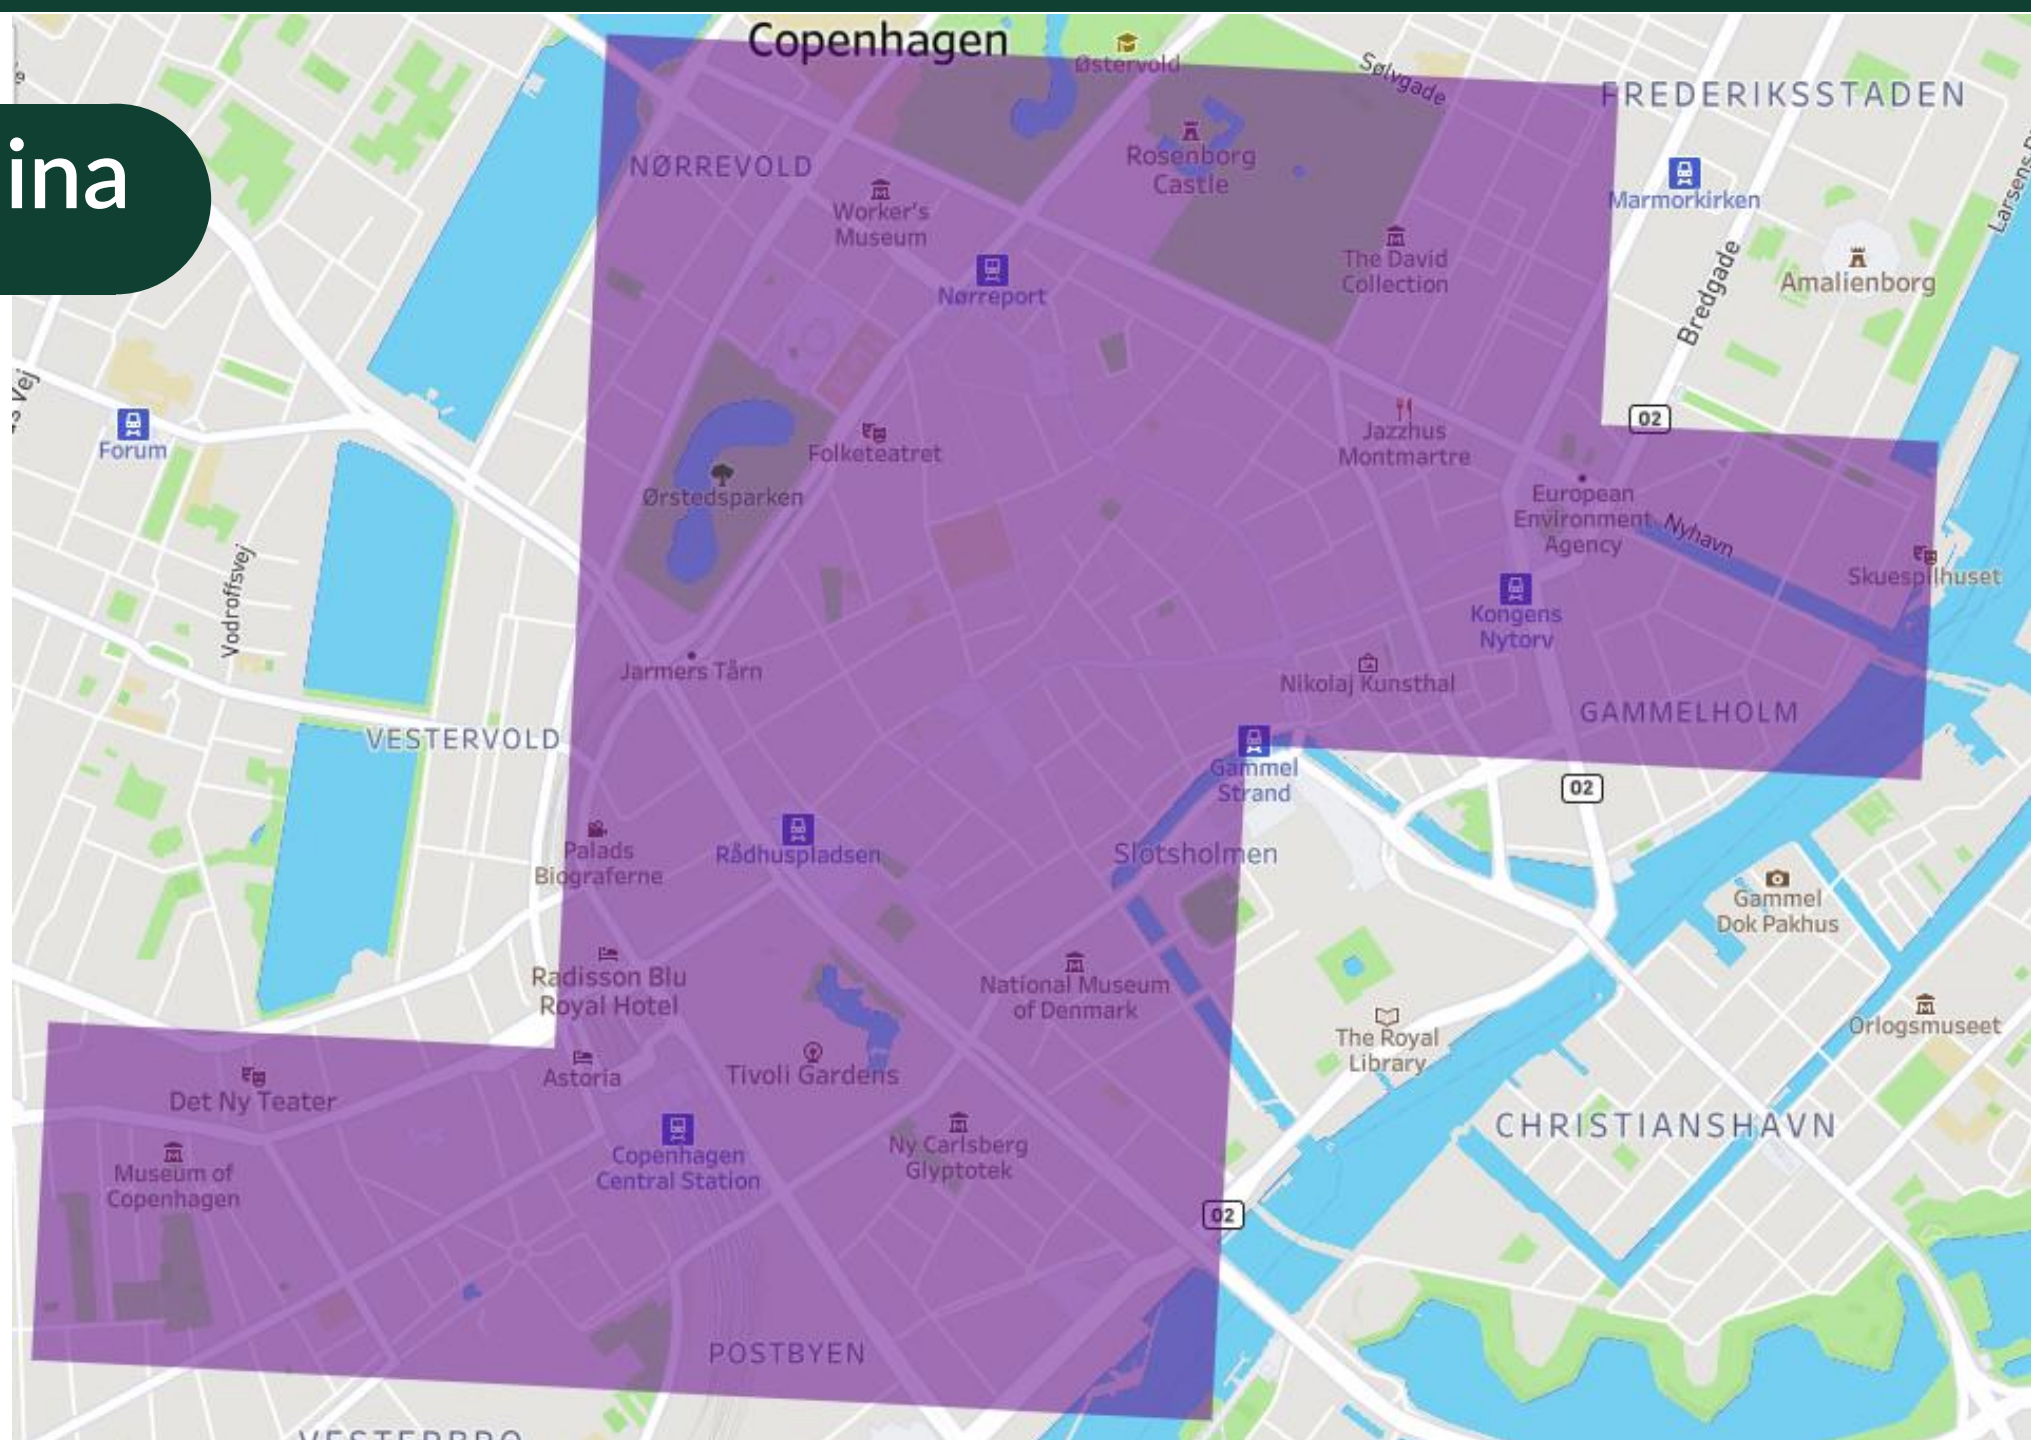 ina
Copenhagen
Østervold
Sølvgade
FREDERIKSSTADEN
NØRREVOLD
Rosenborg
Castle
Marmorkirken
Worker's
Museum
The David
Collection
Nørreport
Amalienborg
Bredgade
Forum
Folketeatret
Jazzhus
Montmartre
02
Ørstedsparken
European
Environment
Agency
Nyhavn
Skuespilhuset
Vodroffsvej
Kongens
Nytorv
Jarmers Tårn
Nikolaj Kunsthal
GAMMELHOLM
VESTERVOLD
Gammel
Strand
02
Palads
Biograferne
Rådhuspladsen
Slotsholmen
Gammel
Dok Pakhus
Radisson Blu
Royal Hotel
National Museum
of Denmark
The Royal
Library
Orlogsmuseet
Astoria
Tivoli Gardens
Det Ny Teater
Museum of
Copenhagen
Copenhagen
Central Station
Ny Carlsberg
Glyptotek
CHRISTIANSHAVN
02
POSTBYEN
VESTERBRO